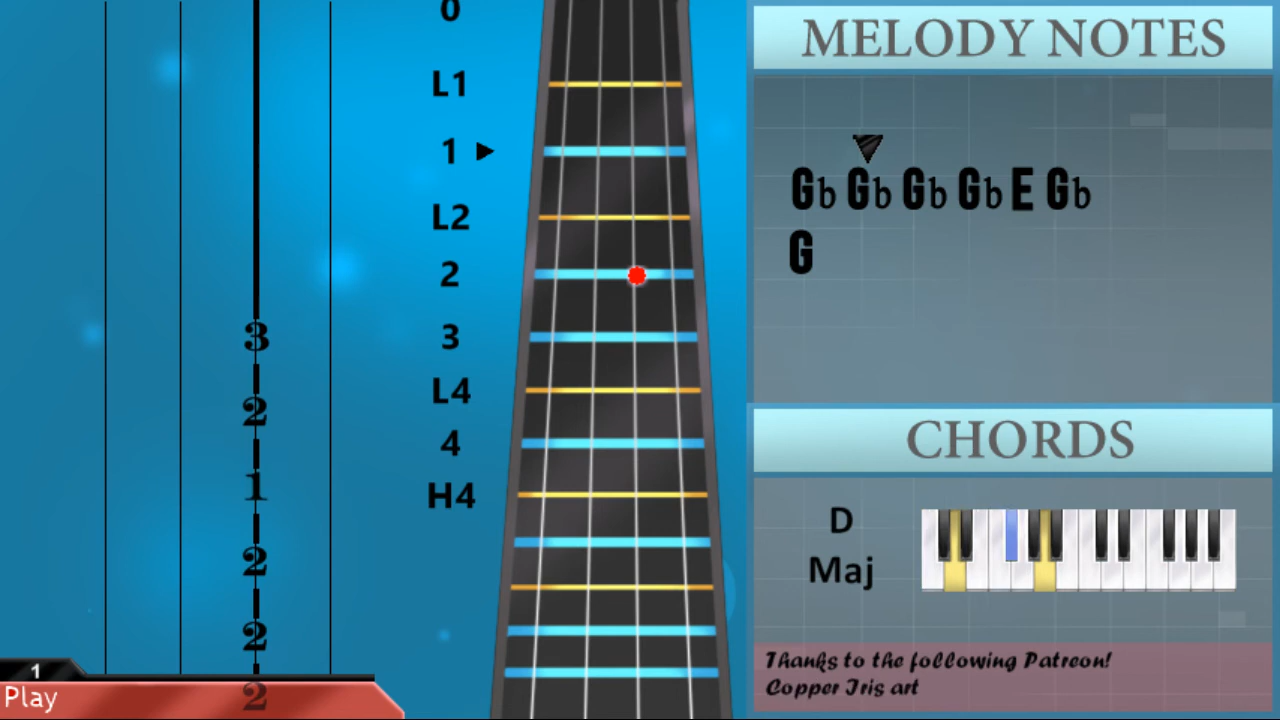 0
L1
1
L2
2
3
L4
4
H4
3
2
1
2
2
2
1
Play
MELODY NOTES
Gb Gb Gb Gb E Gb
G
CHORDS
D
Maj
Thanks to the following Patreon!
Copper Iris art